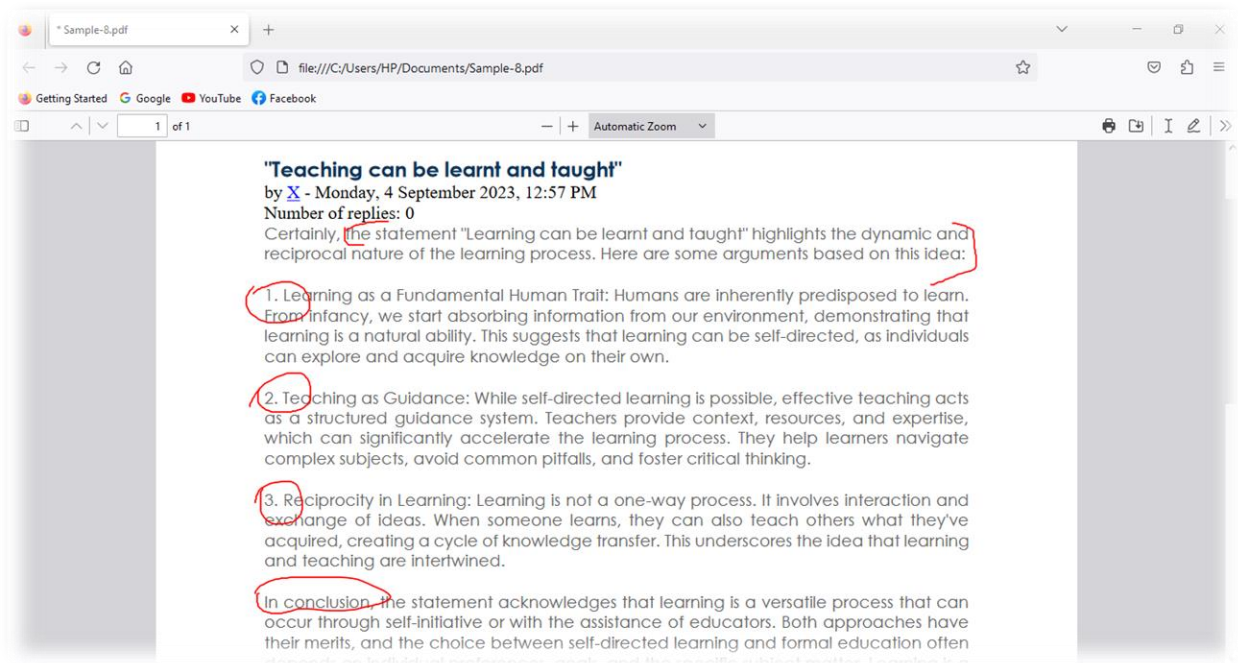 * Sample-8.pdf
file:///C:/Users/HP/Documents/Sample-8.pdf
Getting Started Google YouTube Facebook
1 of 1 Automatic Zoom
"Teaching can be learnt and taught"
by X - Monday, 4 September 2023, 12:57 PM
Number of replies: 0
Certainly, the statement "Learning can be learnt and taught" highlights the dynamic and
reciprocal nature of the learning process. Here are some arguments based on this idea:
1. Learning as a Fundamental Human Trait: Humans are inherently predisposed to learn.
From infancy, we start absorbing information from our environment, demonstrating that
learning is a natural ability. This suggests that learning can be self-directed, as individuals
can explore and acquire knowledge on their own.
2. Teaching as Guidance: While self-directed learning is possible, effective teaching acts
as a structured guidance system. Teachers provide context, resources, and expertise,
which can significantly accelerate the learning process. They help learners navigate
complex subjects, avoid common pitfalls, and foster critical thinking.
3. Reciprocity in Learning: Learning is not a one-way process. It involves interaction and
exchange of ideas. When someone learns, they can also teach others what they've
acquired, creating a cycle of knowledge transfer. This underscores the idea that learning
and teaching are intertwined.
In conclusion, the statement acknowledges that learning is a versatile process that can
occur through self-initiative or with the assistance of educators. Both approaches have
their merits, and the choice between self-directed learning and formal education often